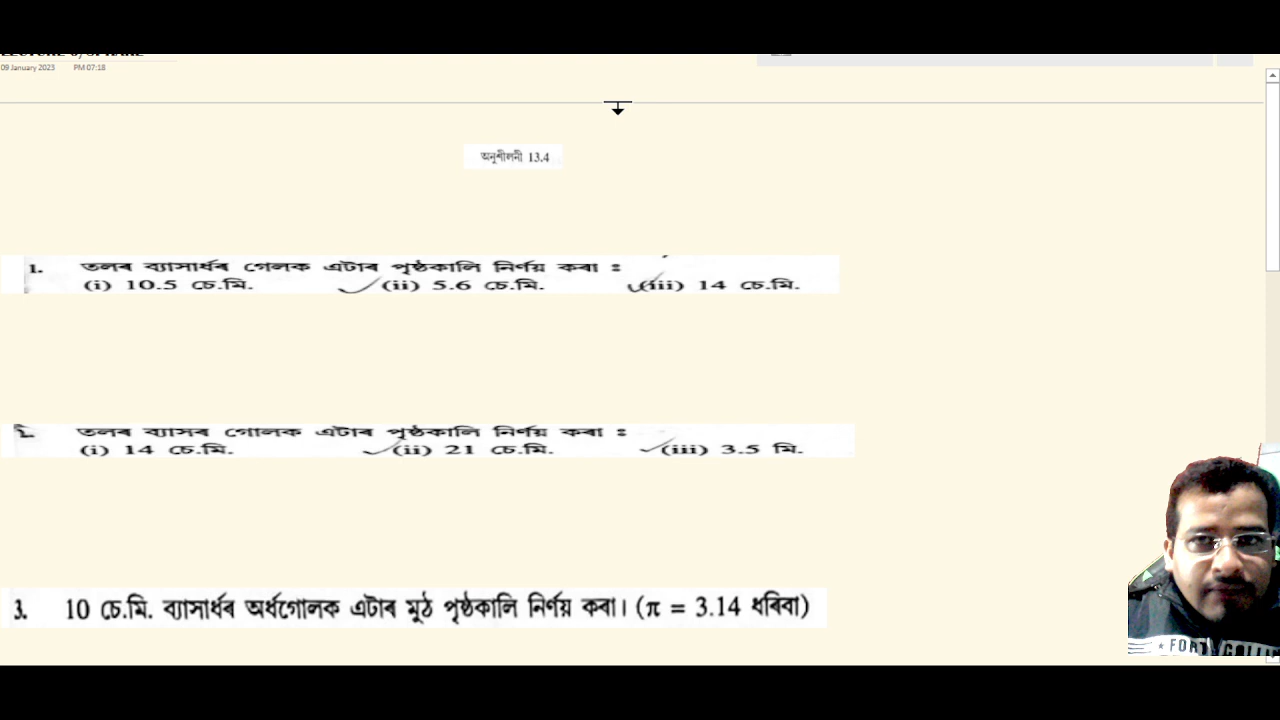 09 January 2023 PM 07:18
অনুশীলনী 13.4
1. তলৰ ব্যাসাৰ্ধৰ গোলক এটাৰ পৃষ্ঠকালি নিৰ্ণয় কৰা ঃ
(i) 10.5 চে.মি. (ii) 5.6 চে.মি. (iii) 14 চে.মি.
2. তলৰ ব্যাসৰ গোলক এটাৰ পৃষ্ঠকালি নিৰ্ণয় কৰা ঃ
(i) 14 চে.মি. (ii) 21 চে.মি. (iii) 3.5 মি.
3. 10 চে.মি. ব্যাসাৰ্ধৰ অৰ্ধগোলক এটাৰ মুঠ পৃষ্ঠকালি নিৰ্ণয় কৰা। (π = 3.14 ধৰিবা)